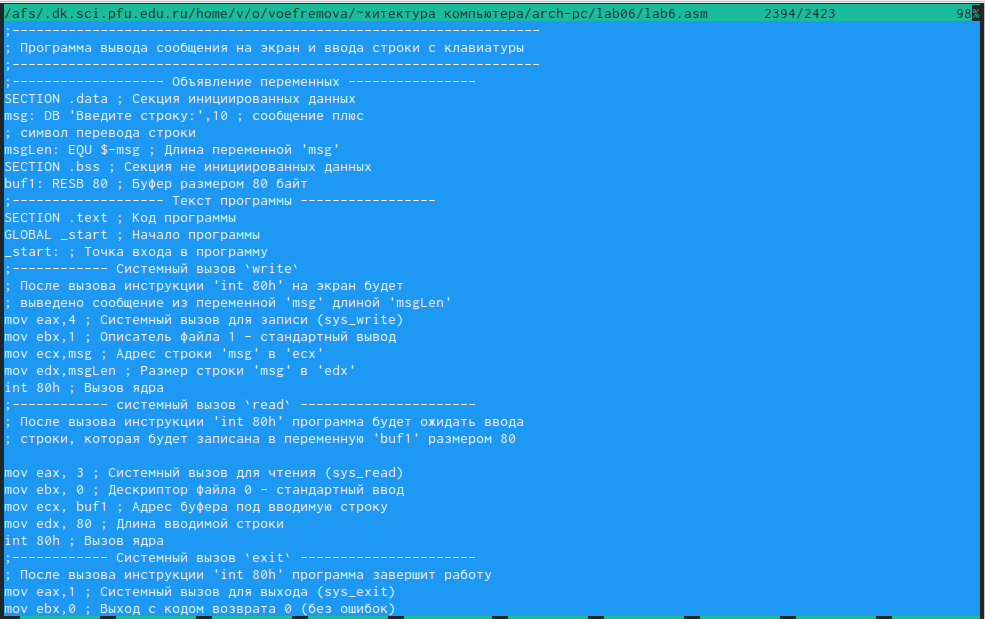 /afs/.dk.sci.pfu.edu.ru/home/v/o/voefremova/~хитектура компьютера/arch-pc/lab06/lab6.asm 2394/2423 98%
;------------------------------------------------------------------
; Программа вывода сообщения на экран и ввода строки с клавиатуры
;------------------------------------------------------------------
;------------------- Объявление переменных ----------------
SECTION .data ; Секция инициированных данных
msg: DB 'Введите строку:',10 ; сообщение плюс
; символ перевода строки
msgLen: EQU $-msg ; Длина переменной 'msg'
SECTION .bss ; Секция не инициированных данных
buf1: RESB 80 ; Буфер размером 80 байт
;------------------- Текст программы -----------------
SECTION .text ; Код программы
GLOBAL _start ; Начало программы
_start: ; Точка входа в программу
;------------ Системный вызов `write`
; После вызова инструкции 'int 80h' на экран будет
; выведено сообщение из переменной 'msg' длиной 'msgLen'
mov eax,4 ; Системный вызов для записи (sys_write)
mov ebx,1 ; Описатель файла 1 - стандартный вывод
mov ecx,msg ; Адрес строки 'msg' в 'ecx'
mov edx,msgLen ; Размер строки 'msg' в 'edx'
int 80h ; Вызов ядра
;------------ системный вызов `read` ----------------------
; После вызова инструкции 'int 80h' программа будет ожидать ввода
; строки, которая будет записана в переменную 'buf1' размером 80
mov eax, 3 ; Системный вызов для чтения (sys_read)
mov ebx, 0 ; Дескриптор файла 0 - стандартный ввод
mov ecx, buf1 ; Адрес буфера под вводимую строку
mov edx, 80 ; Длина вводимой строки
int 80h ; Вызов ядра
;------------ Системный вызов `exit` ----------------------
; После вызова инструкции 'int 80h' программа завершит работу
mov eax,1 ; Системный вызов для выхода (sys_exit)
mov ebx,0 ; Выход с кодом возврата 0 (без ошибок)